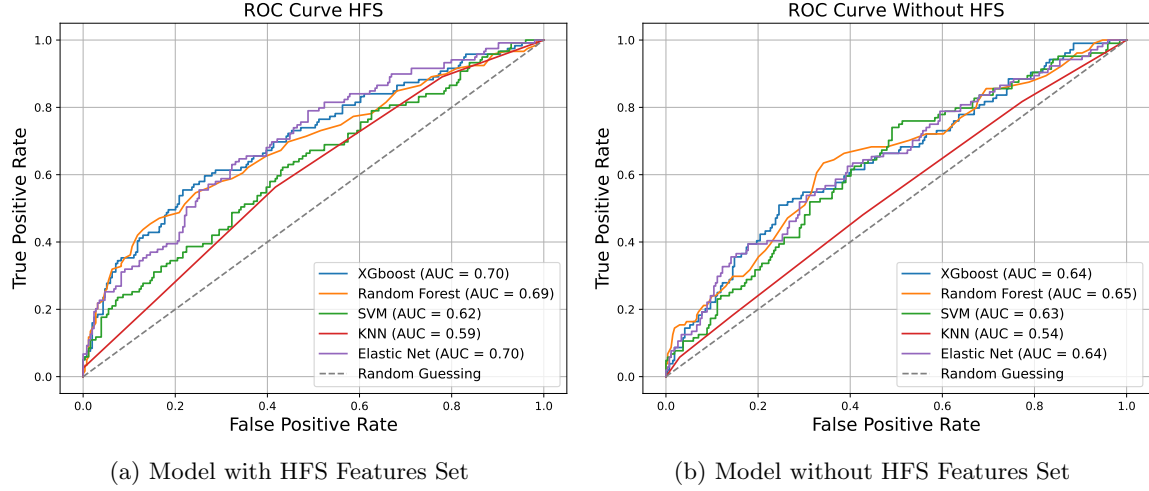 ROC Curve HFS
1.0
0.8
0.6
0.4
0.2
0.0
True Positive Rate
XGboost (AUC = 0.70)
Random Forest (AUC = 0.69)
SVM (AUC = 0.62)
KNN (AUC = 0.59)
Elastic Net (AUC = 0.70)
Random Guessing
0.0 0.2 0.4 0.6 0.8 1.0
False Positive Rate
(a) Model with HFS Features Set
ROC Curve Without HFS
1.0
0.8
0.6
0.4
0.2
0.0
True Positive Rate
XGboost (AUC = 0.64)
Random Forest (AUC = 0.65)
SVM (AUC = 0.63)
KNN (AUC = 0.54)
Elastic Net (AUC = 0.64)
Random Guessing
0.0 0.2 0.4 0.6 0.8 1.0
False Positive Rate
(b) Model without HFS Features Set